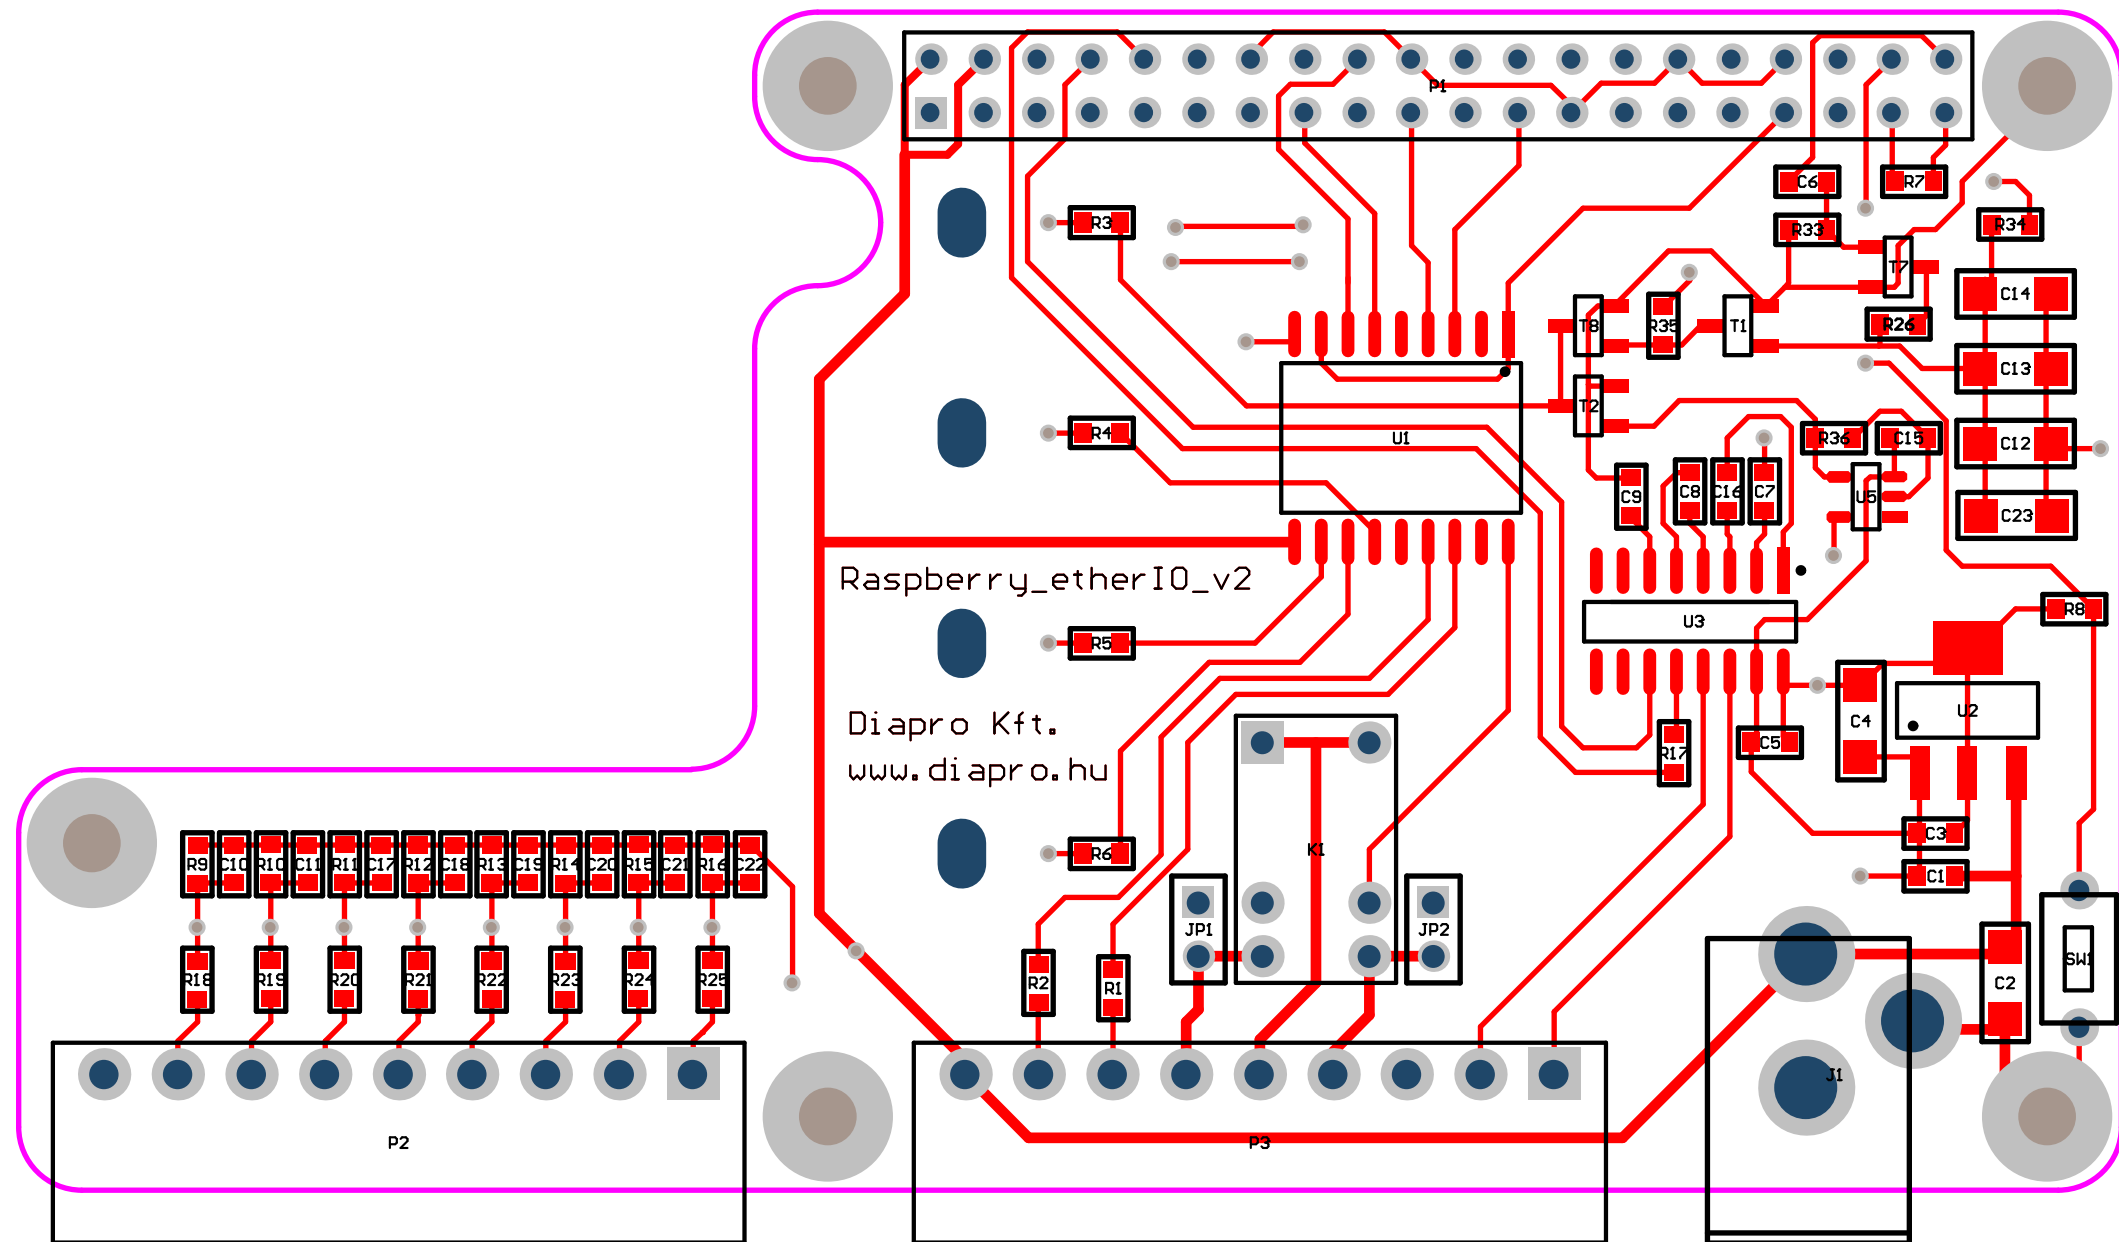 P1
C6 R7
R3 R33 R34
T7
C14
T8 R35 T1 R26
C13
T2
R4 U1 R36 C15 C12
C9 C8 C16 C7 U5 C23
Raspberry_etherIO_v2
U3 R8
R5
Diapro Kft.
C4 U2
R17 C5
www.diapro.hu
C3
K1
R6
R9 C10 R10 C11 R11 C17 R12 C18 R13 C19 R14 C20 R15 C21 R16 C22
C1
JP1 JP2
SW1
R18 R19 R20 R21 R22 R23 R24 R25
R2 R1 C2
J1
P2 P3